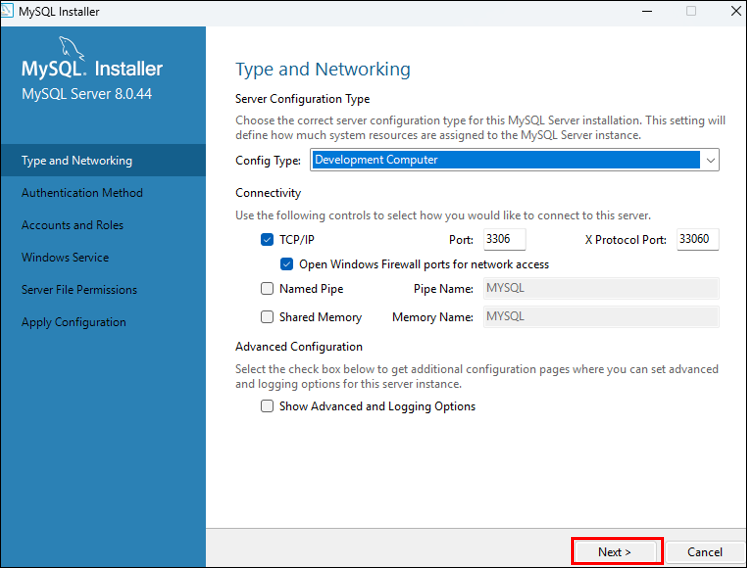 MySQL Installer
MySQL. Installer
MySQL Server 8.0.44
Type and Networking
Authentication Method
Accounts and Roles
Windows Service
Server File Permissions
Apply Configuration
Type and Networking
Server Configuration Type
Choose the correct server configuration type for this MySQL Server installation. This setting will
define how much system resources are assigned to the MySQL Server instance.
Config Type: Development Computer
Connectivity
Use the following controls to select how you would like to connect to this server.
TCP/IP Port: 3306 X Protocol Port: 33060
Open Windows Firewall ports for network access
Named Pipe Pipe Name: MYSQL
Shared Memory Memory Name: MYSQL
Advanced Configuration
Select the check box below to get additional configuration pages where you can set advanced
and logging options for this server instance.
Show Advanced and Logging Options
Next > Cancel